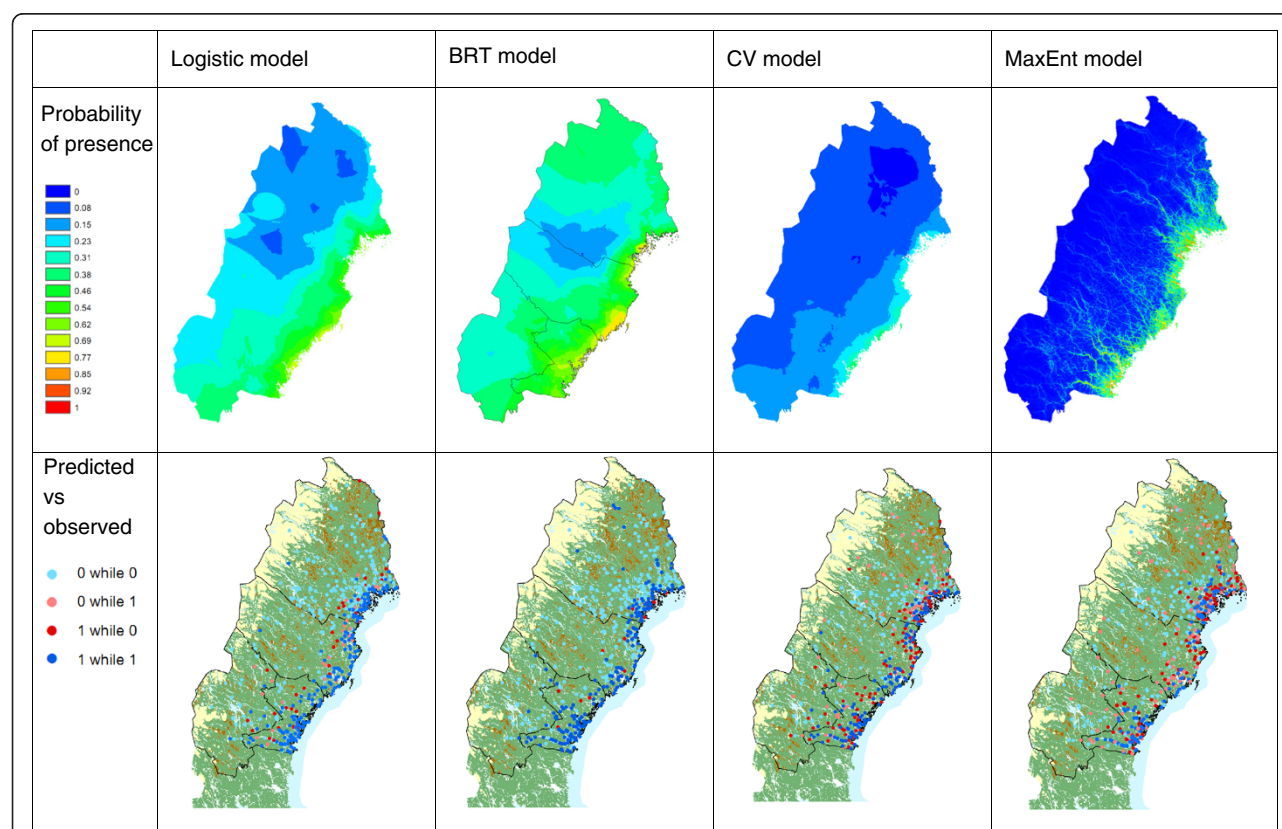 Logistic model
BRT model
CV model
MaxEnt model
Probability
of presence
0
0.08
0.15
0.23
0.31
0.38
0.46
0.54
0.62
0.69
0.77
0.85
0.92
1
Predicted
vs
observed
0 while 0
0 while 1
1 while 0
1 while 1